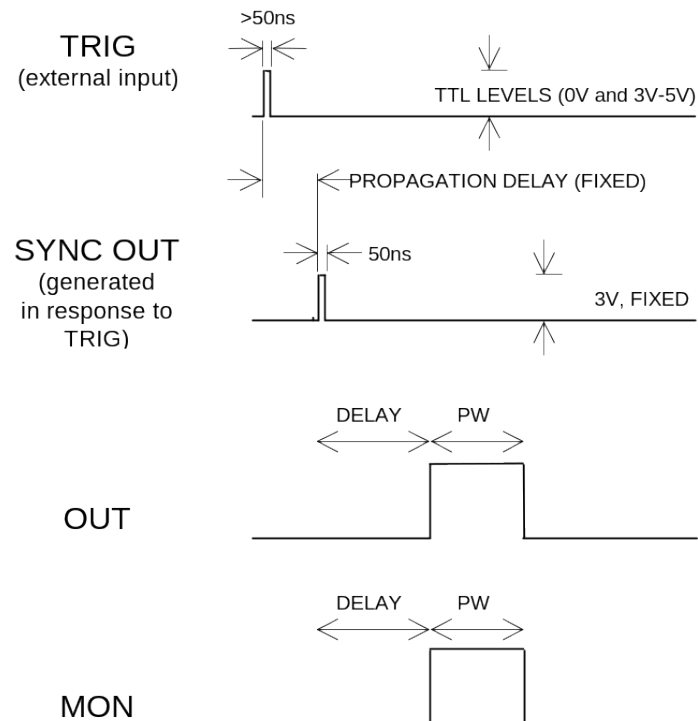 >50ns
TRIG
(external input)
TTL LEVELS (0V and 3V-5V)
PROPAGATION DELAY (FIXED)
SYNC OUT
(generated
in response to
TRIG)
50ns
3V, FIXED
DELAY PW
OUT
DELAY PW
MON